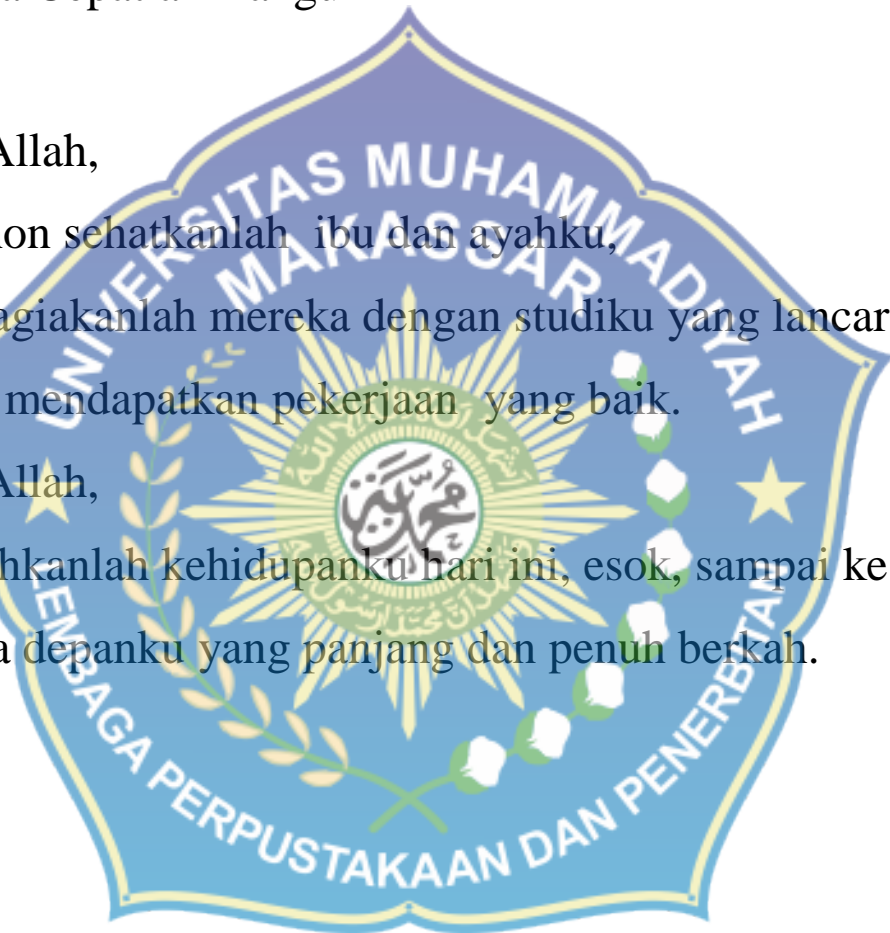 Allah,
on sehatkanlah ibu dan ayahku,
agiakanlah mereka dengan studiku yang lancar
mendapatkan pekerjaan yang baik.
Allah,
hkanlah kehidupanku hari ini, esok, sampai ke
a depanku yang panjang dan penuh berkah.
UNIVERSITAS MUHAMMADIYAH
MAKASSAR
LEMBAGA PERPUSTAKAAN DAN PENERBITAN